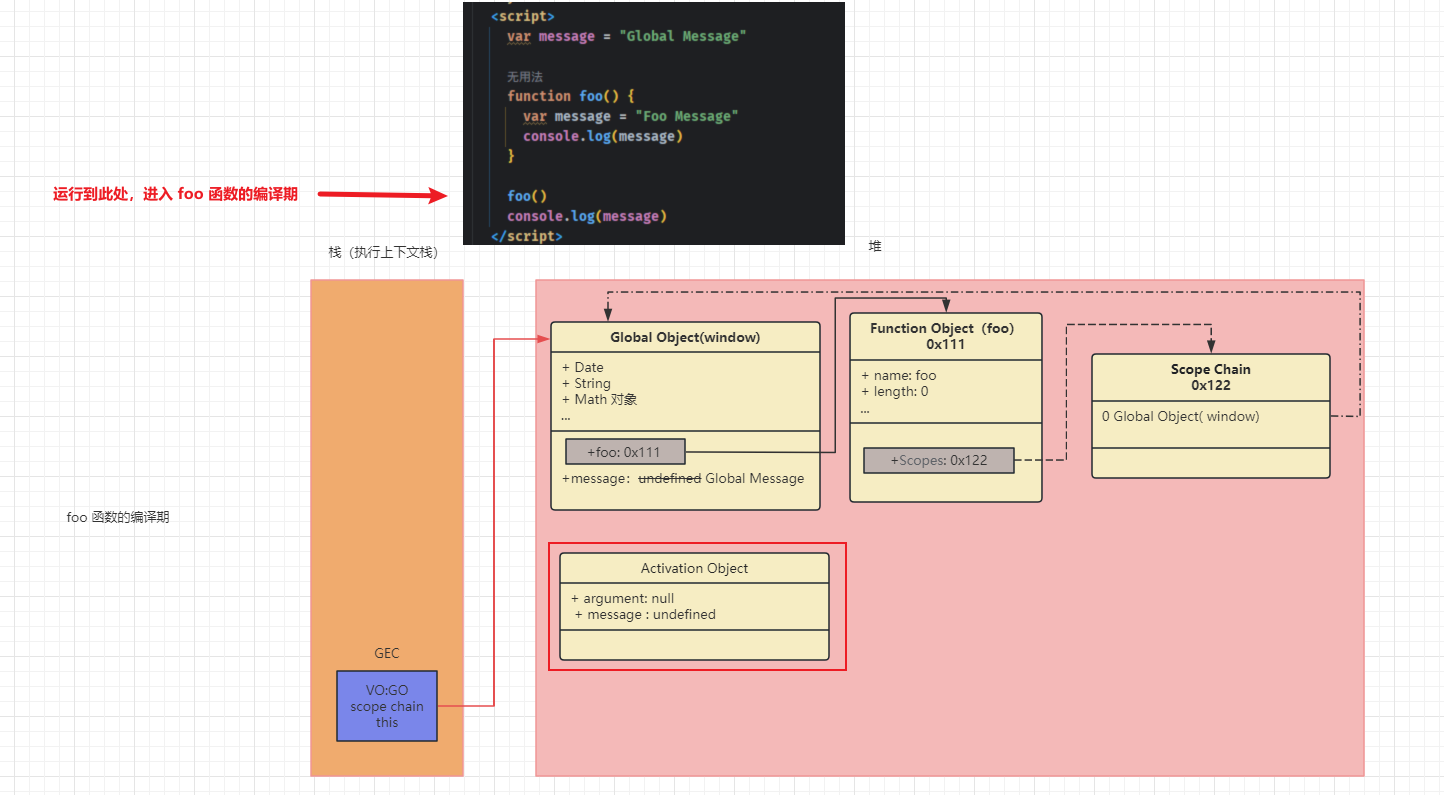 <script>
var message = "Global Message"
无用法
function foo() {
var message = "Foo Message"
console.log(message)
}
运行到此处，进入 foo 函数的编译期
foo()
console.log(message)
</script>
栈（执行上下文栈）
堆
Global Object(window)
+ Date
+ String
+ Math 对象
...
+foo: 0x111
+message： undefined Global Message
Function Object（foo）
0x111
+ name: foo
+ length: 0
...
+Scopes: 0x122
Scope Chain
0x122
0 Global Object( window)
foo 函数的编译期
Activation Object
+ argument: null
+ message : undefined
GEC
VO:GO
scope chain
this